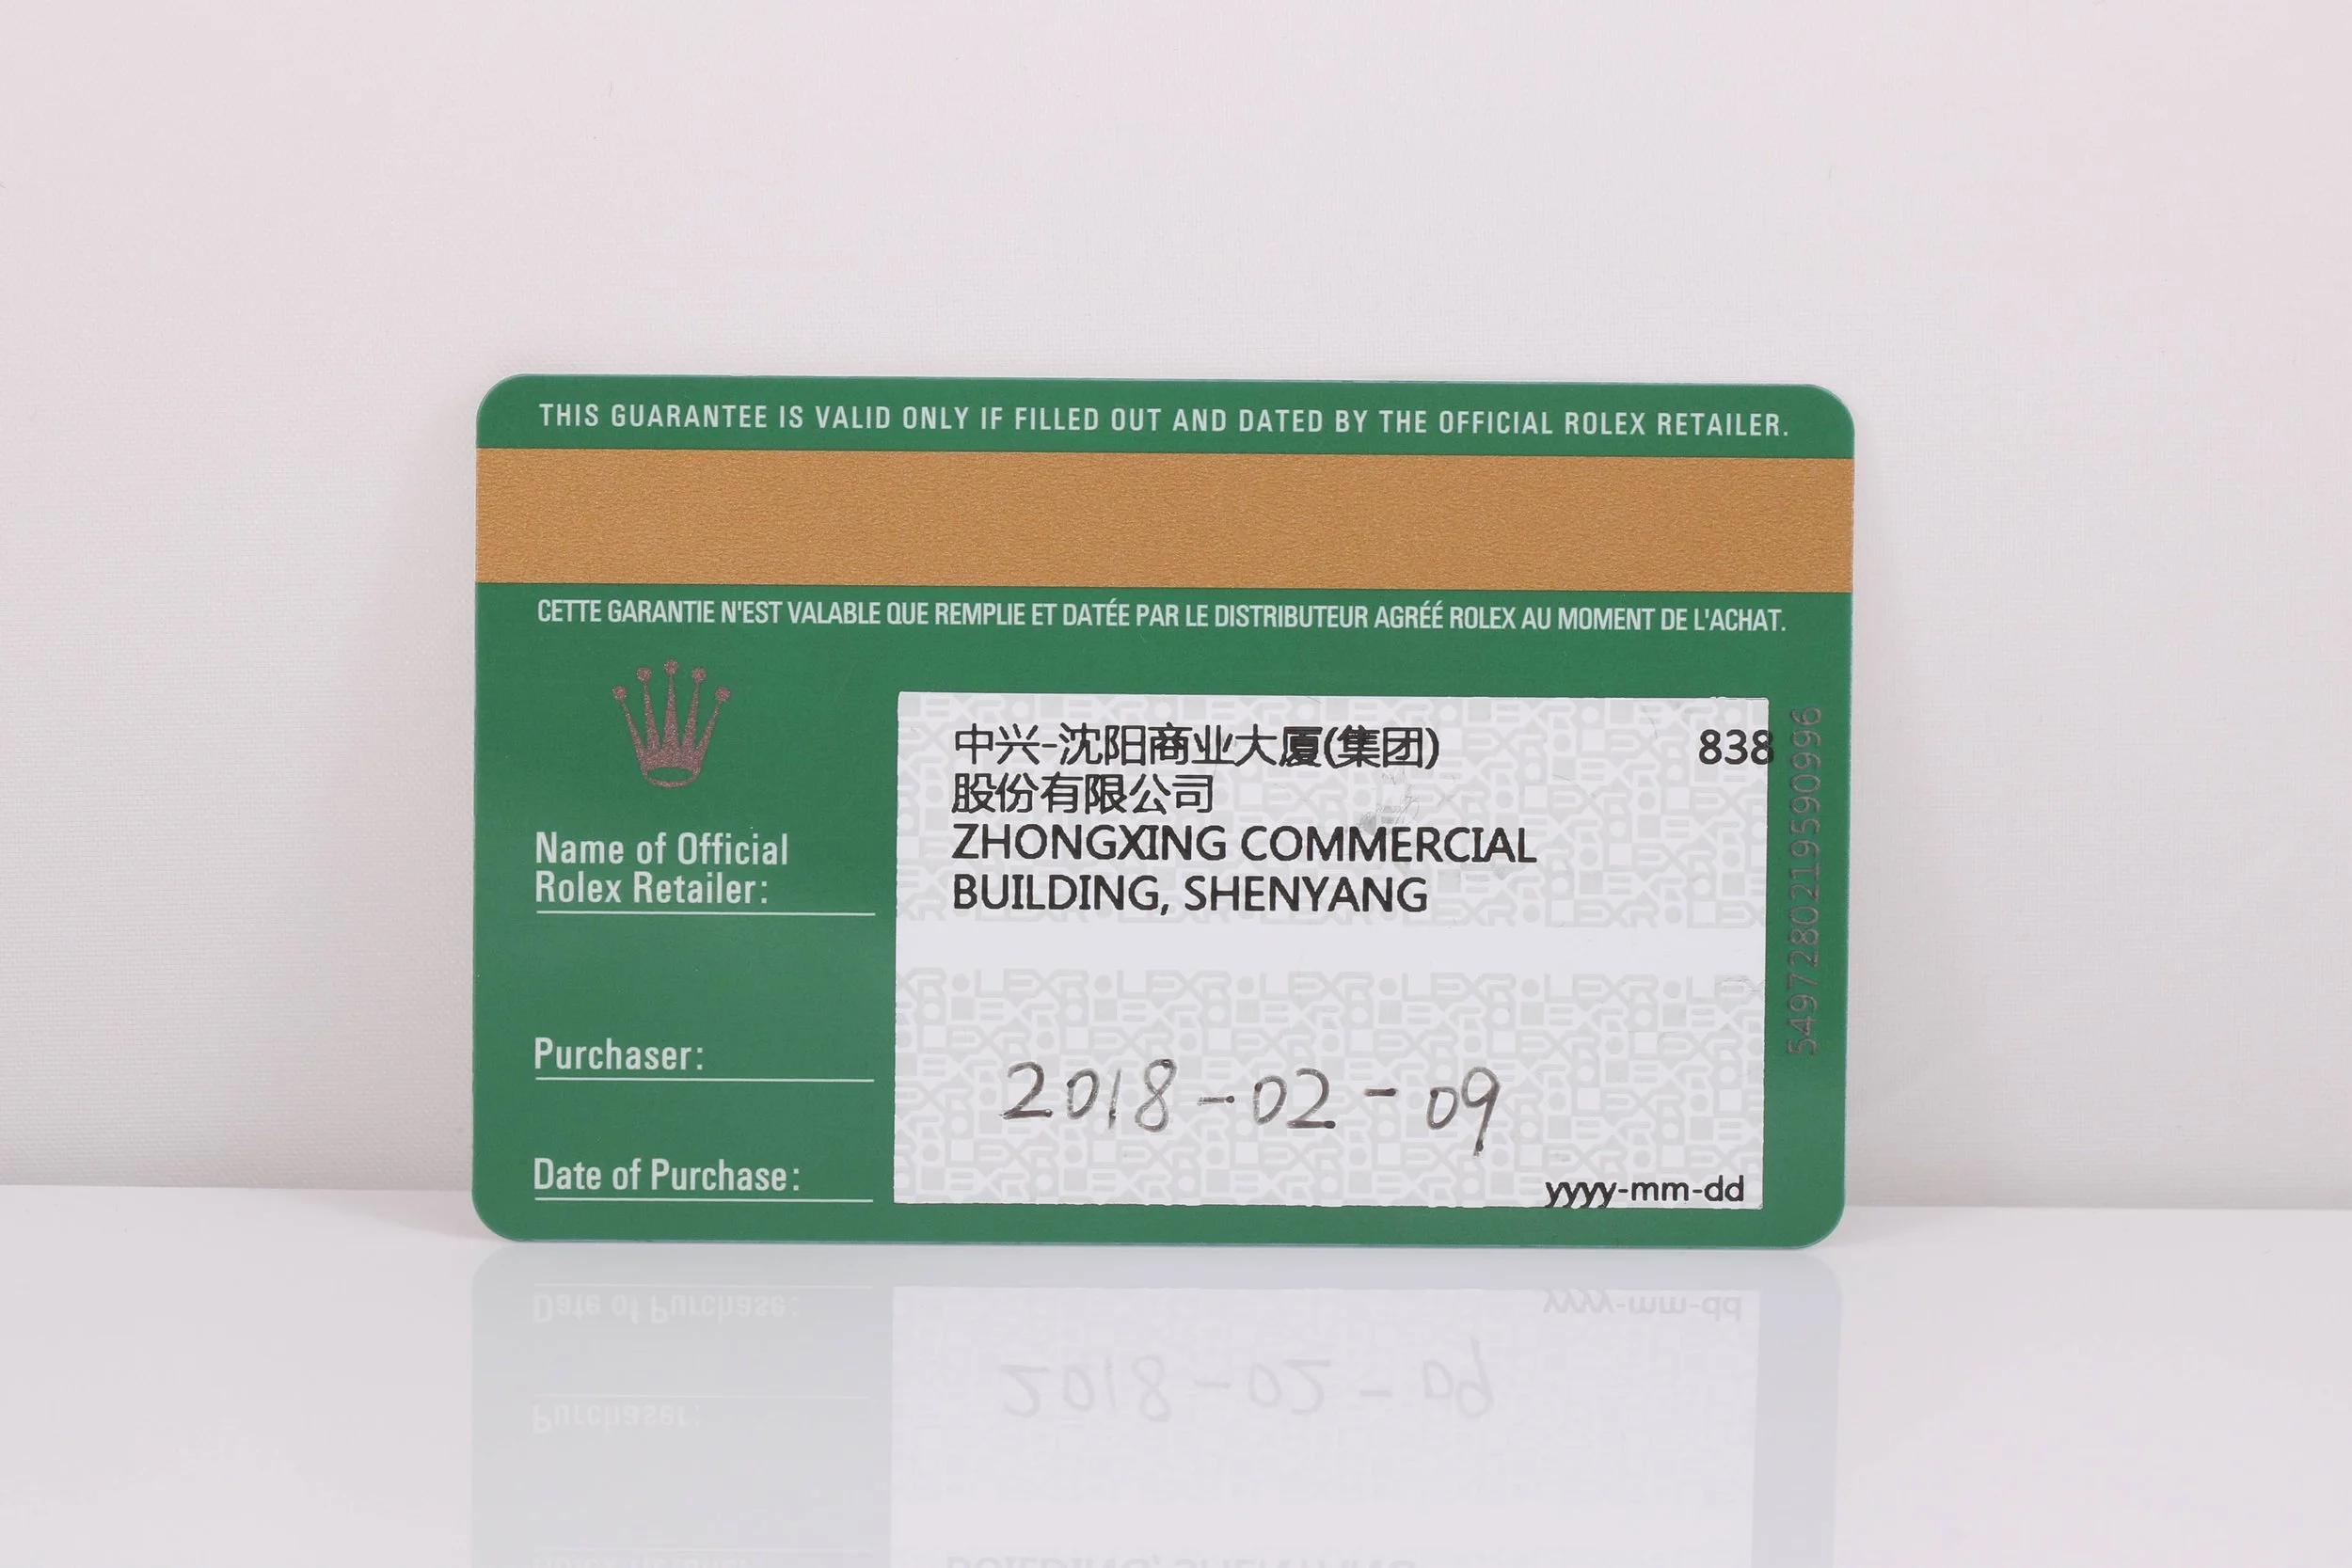 THIS GUARANTEE IS VALID ONLY IF FILLED OUT AND DATED BY THE OFFICIAL ROLEX RETAILER.
CETTE GARANTIE N'EST VALABLE QUE REMPLIE ET DATÉE PAR LE DISTRIBUTEUR AGRÉÉ ROLEX AU MOMENT DE L'ACHAT.
中兴-沈阳商业大厦(集团) 838
股份有限公司
ZHONGXING COMMERCIAL
BUILDING, SHENYANG
Name of Official
Rolex Retailer:
Purchaser:
2018-02-09
Date of Purchase:
yyyy-mm-dd
5497280219590996